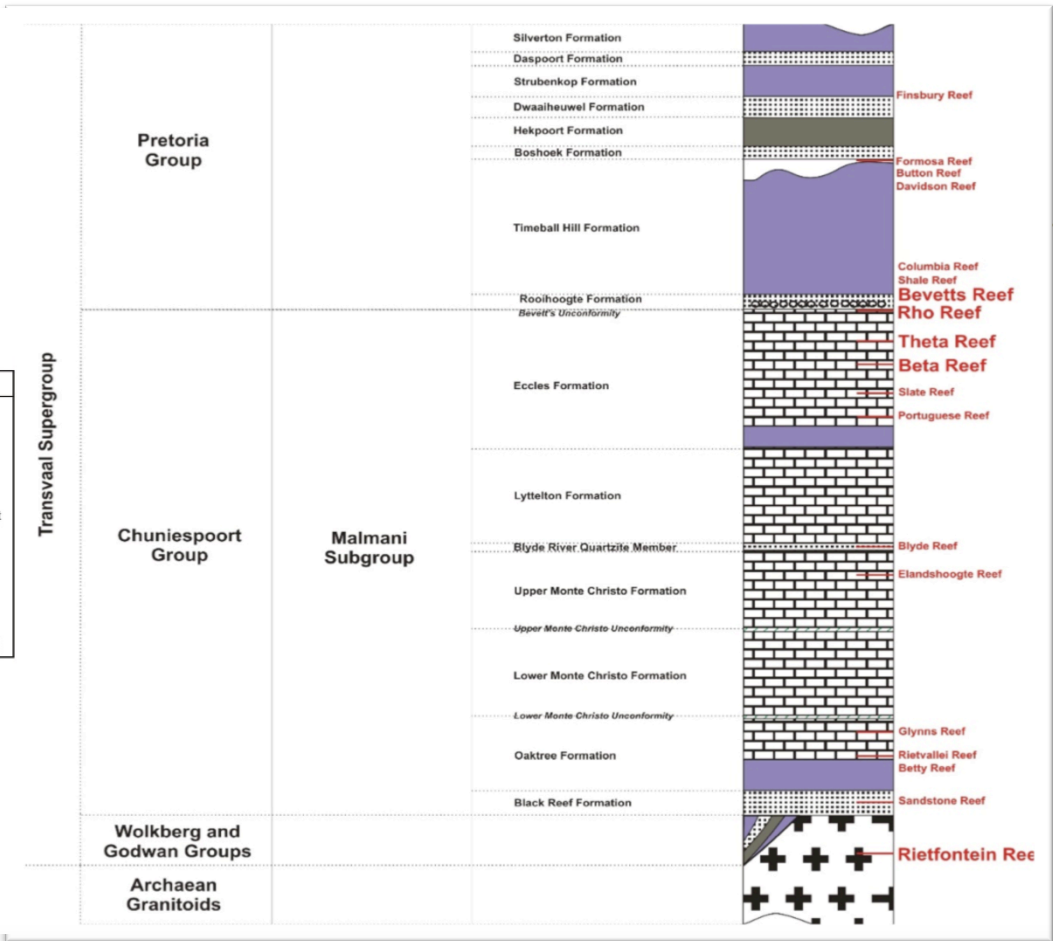 Silverton Formation
Daspoort Formation
Strubenkop Formation
Finsbury Reef
Dwaaiheuwel Formation
Pretoria
Group
Hekpoort Formation
Boshoek Formation
Formosa Reef
Button Reef
Davidson Reef
Timeball Hill Formation
Columbia Reef
Shale Reef
Rooihoogte Formation
Bevetts Reef
Bevett's Unconformity
Rho Reef
Theta Reef
Beta Reef
Transvaal Supergroup
Eccles Formation
Slate Reef
Portuguese Reef
Lyttelton Formation
Chuniespoort
Group
Malmani
Subgroup
Blyde River Quartzite Member
Blyde Reef
Elandshoogte Reef
Upper Monte Christo Formation
Upper Monte Christo Unconformity
Lower Monte Christo Formation
Lower Monte Christo Unconformity
Glynns Reef
Oaktree Formation
Rietvallei Reef
Betty Reef
Black Reef Formation
Sandstone Reef
Wolkberg and
Godwan Groups
Rietfontein Ree
Archaean
Granitoids